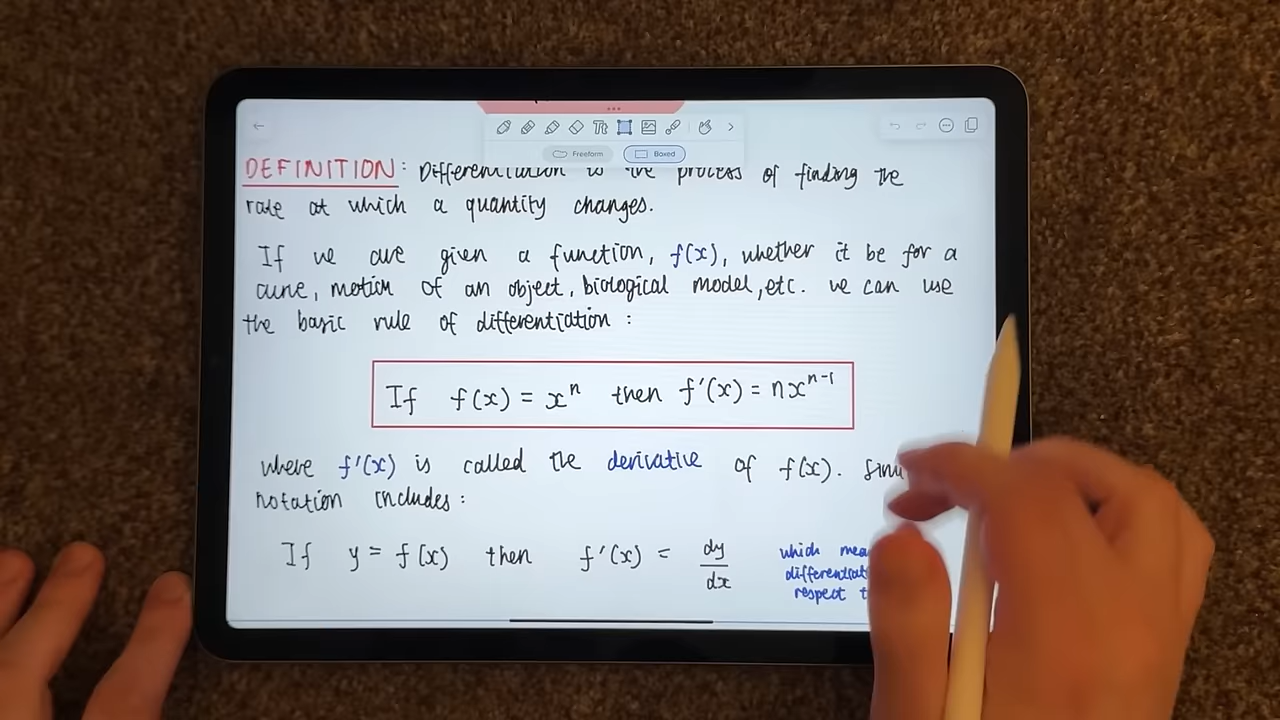 Freeform Boxed
DEFINITION: Differentiation is the process of finding the
rate at which a quantity changes.
If we are given a function, f(x), whether it be for a
curve, motion of an object, biological model, etc. we can use
the basic rule of differentiation :
If f(x) = xⁿ then f'(x) = nxⁿ⁻¹
where f'(x) is called the derivative of f(x).
notation includes :
If y = f(x) then f'(x) = dy/dx
which
respect